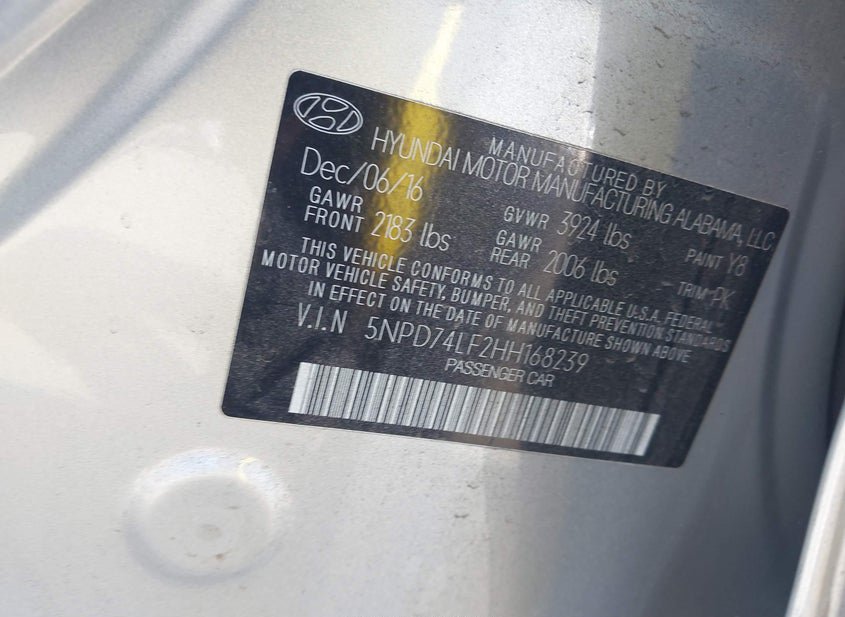 MANUFACTURED BY
HYUNDAI MOTOR MANUFACTURING ALABAMA, LLC
Dec/06/16
GAWR FRONT 2183 lbs
GVWR 3924 lbs
GAWR REAR 2006 lbs
PAINT Y8
TRIM PK
THIS VEHICLE CONFORMS TO ALL APPLICABLE U.S.A. FEDERAL
MOTOR VEHICLE SAFETY, BUMPER, AND THEFT PREVENTION STANDARDS
IN EFFECT ON THE DATE OF MANUFACTURE SHOWN ABOVE
V.I.N 5NPD74LF2HH168239
PASSENGER CAR